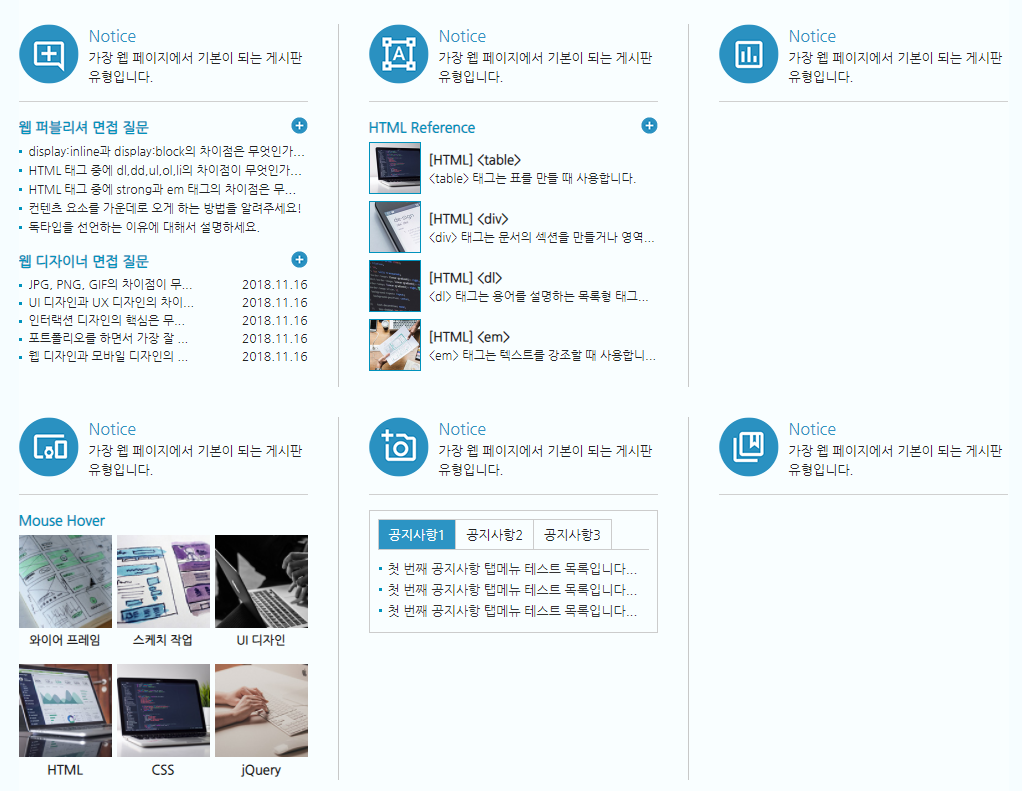 Notice
가장 웹 페이지에서 기본이 되는 게시판
유형입니다.
Notice
가장 웹 페이지에서 기본이 되는 게시판
유형입니다.
Notice
가장 웹 페이지에서 기본이 되는 게시판
유형입니다.
웹 퍼블리셔 면접 질문
display:inline과 display:block의 차이점은 무엇인가...
HTML 태그 중에 dl,dd,ul,ol,li의 차이점이 무엇인가...
HTML 태그 중에 strong과 em 태그의 차이점은 무...
컨텐츠 요소를 가운데로 오게 하는 방법을 알려주세요!
독타입을 선언하는 이유에 대해서 설명하세요.
웹 디자이너 면접 질문
JPG, PNG, GIF의 차이점이 무... 2018.11.16
UI 디자인과 UX 디자인의 차이... 2018.11.16
인터랙션 디자인의 핵심은 무... 2018.11.16
포트폴리오를 하면서 가장 잘 ... 2018.11.16
웹 디자인과 모바일 디자인의 ... 2018.11.16
HTML Reference
[HTML] <table>
<table> 태그는 표를 만들 때 사용합니다.
[HTML] <div>
<div> 태그는 문서의 섹션을 만들거나 영역...
[HTML] <dl>
<dl> 태그는 용어를 설명하는 목록형 태그...
[HTML] <em>
<em> 태그는 텍스트를 강조할 때 사용합니...
Notice
가장 웹 페이지에서 기본이 되는 게시판
유형입니다.
Notice
가장 웹 페이지에서 기본이 되는 게시판
유형입니다.
Notice
가장 웹 페이지에서 기본이 되는 게시판
유형입니다.
Mouse Hover
와이어 프레임 스케치 작업 UI 디자인
HTML CSS jQuery
공지사항1 공지사항2 공지사항3
첫 번째 공지사항 탭메뉴 테스트 목록입니다...
첫 번째 공지사항 탭메뉴 테스트 목록입니다...
첫 번째 공지사항 탭메뉴 테스트 목록입니다...